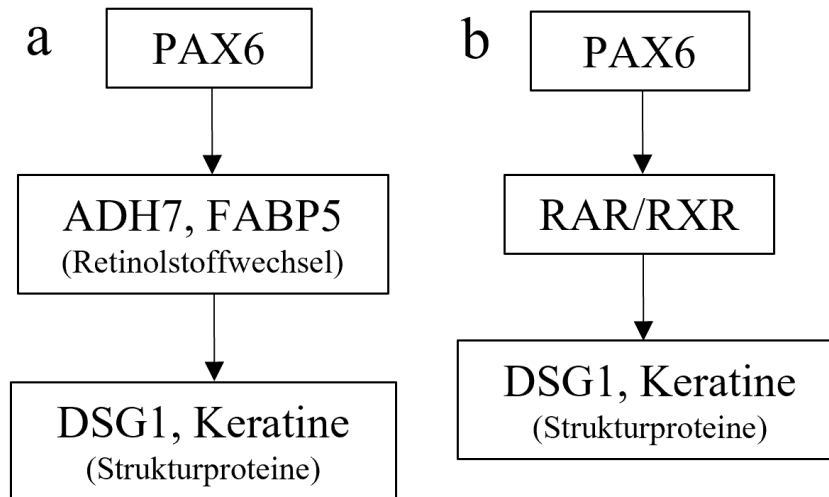 a
PAX6
ADH7, FABP5
(Retinolstoffwechsel)
DSG1, Keratine
(Strukturproteine)
b
PAX6
RAR/RXR
DSG1, Keratine
(Strukturproteine)